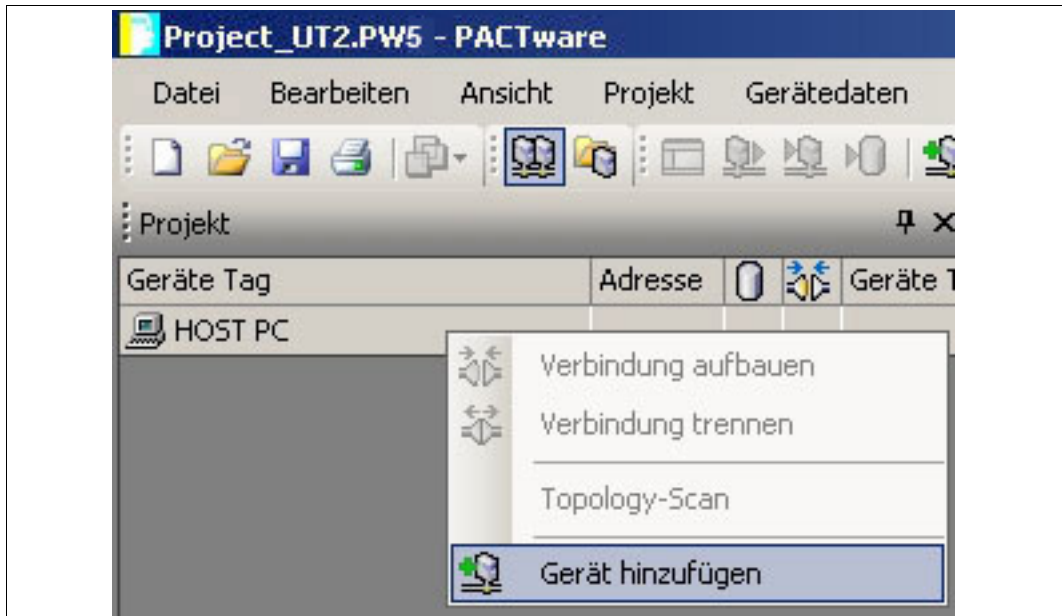 Project_UT2.PW5 - PACTware
Datei Bearbeiten Ansicht Projekt Gerätedaten
Projekt
Geräte Tag Adresse Geräte T
HOST PC
Verbindung aufbauen
Verbindung trennen
Topology-Scan
Gerät hinzufügen